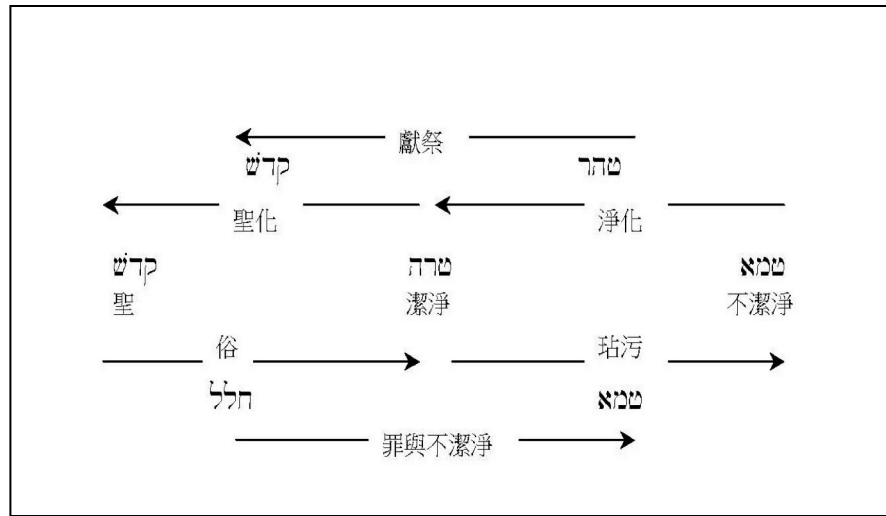 獻祭
קדשׁ טהר
聖化 淨化
קדשׁ טרה טמא
聖 潔淨 不潔淨
俗 玷污
חלל טמא
罪與不潔淨